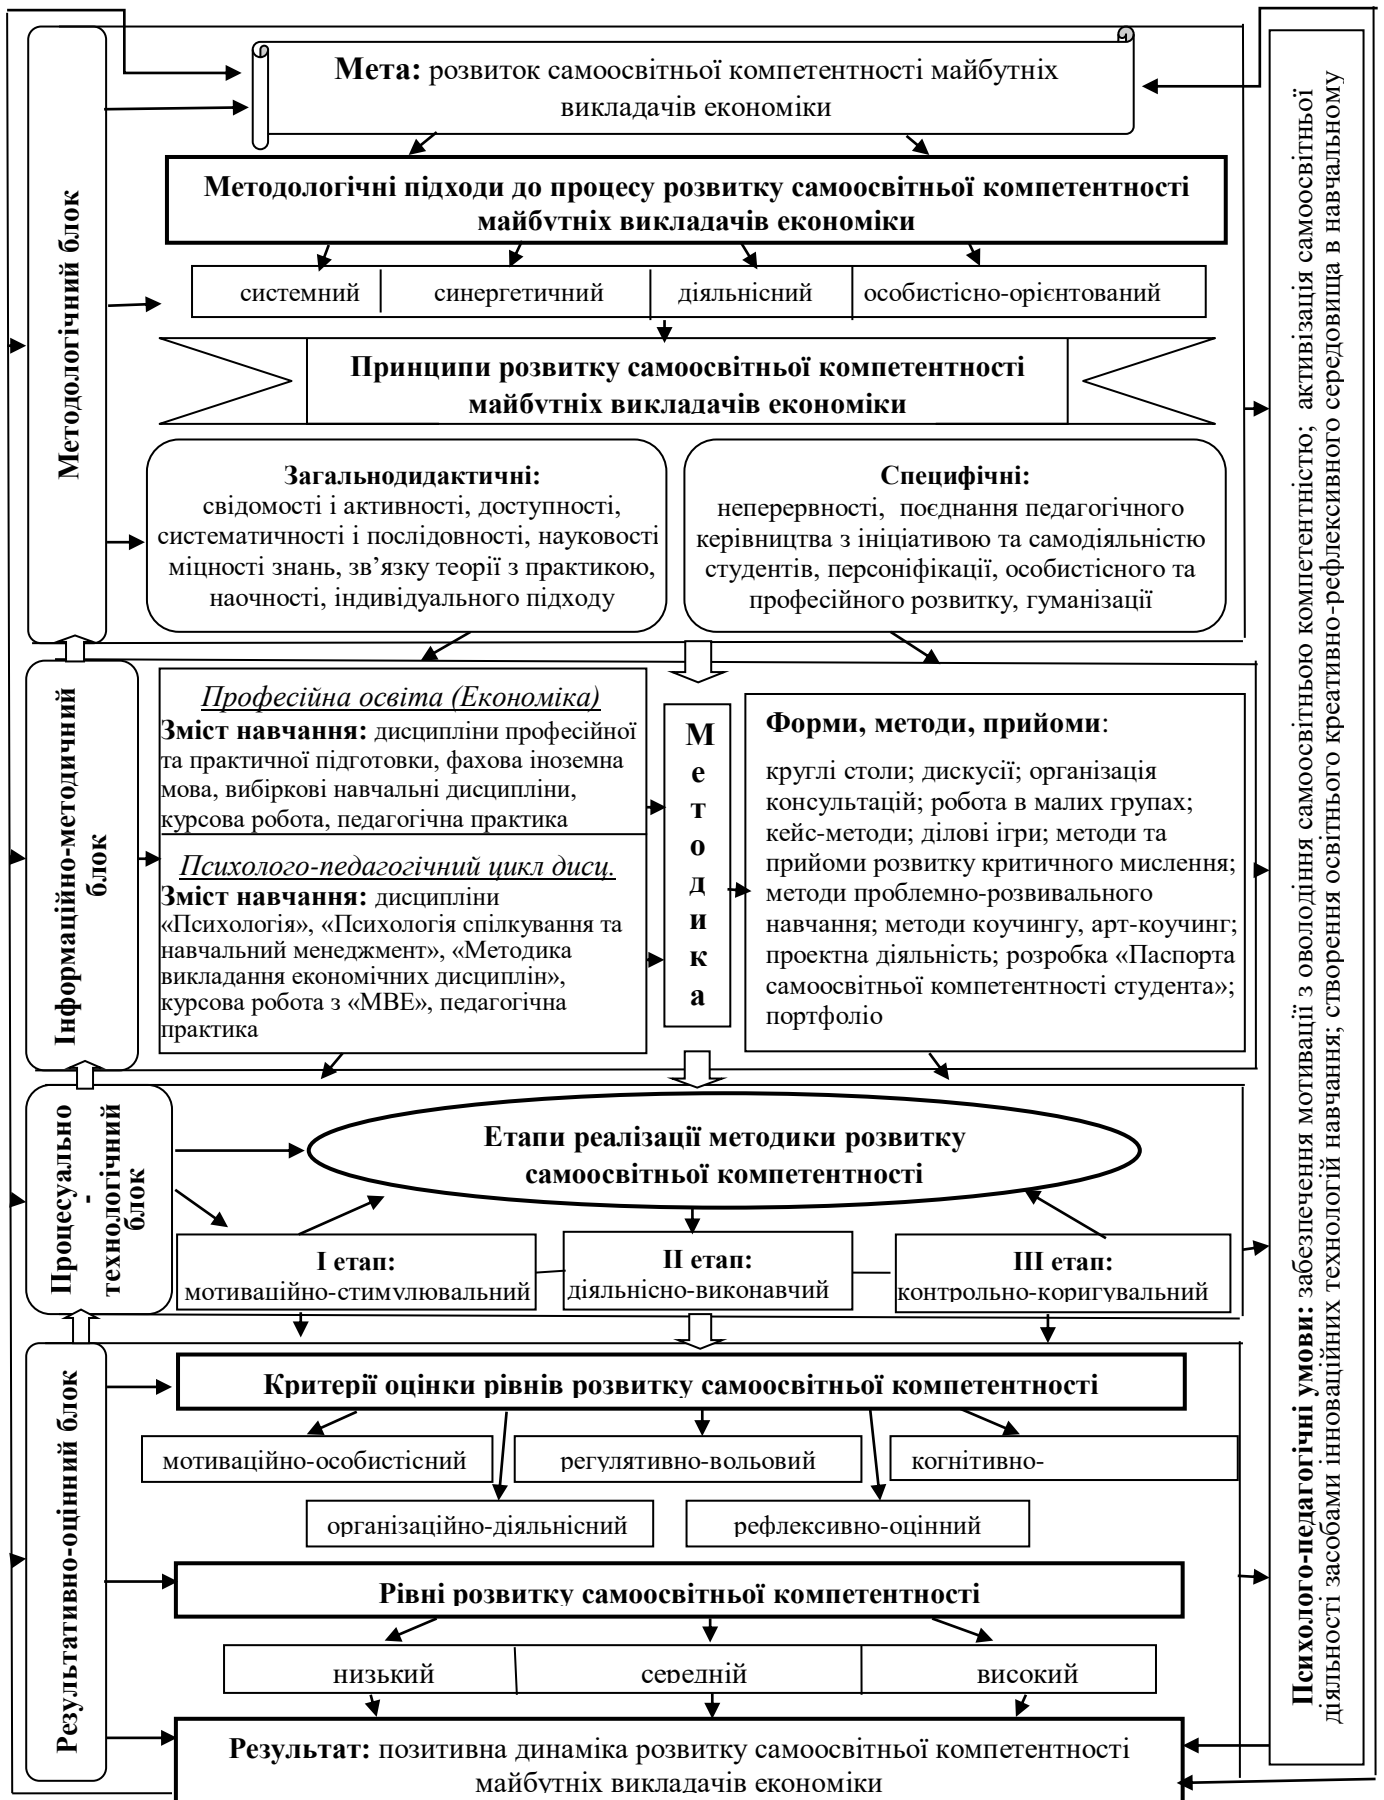 Методологічний блок
Мета: розвиток самоосвітньої компетентності майбутніх
викладачів економіки
Методологічні підходи до процесу розвитку самоосвітньої компетентності
майбутніх викладачів економіки
системний
синергетичний
діяльнісний
особистісно-орієнтований
Принципи розвитку самоосвітньої компетентності
майбутніх викладачів економіки
Загальнодидактичні:
свідомості і активності, доступності,
систематичності і послідовності, науковості
міцності знань, зв’язку теорії з практикою,
наочності, індивідуального підходу
Специфічні:
неперервності, поєднання педагогічного
керівництва з ініціативою та самодіяльністю
студентів, персоніфікації, особистісного та
професійного розвитку, гуманізації
Інформаційно-методичний
блок
Професійна освіта (Економіка)
Зміст навчання: дисципліни професійної
та практичної підготовки, фахова іноземна
мова, вибіркові навчальні дисципліни,
курсова робота, педагогічна практика
Психолого-педагогічний цикл дисц.
Зміст навчання: дисципліни
«Психологія», «Психологія спілкування та
навчальний менеджмент», «Методика
викладання економічних дисциплін»,
курсова робота з «МВЕ», педагогічна
практика
М
е
т
о
д
и
к
а
Форми, методи, прийоми:
круглі столи; дискусії; організація
консультацій; робота в малих групах;
кейс-методи; ділові ігри; методи та
прийоми розвитку критичного мислення;
методи проблемно-розвивального
навчання; методи коучингу, арт-коучинг;
проектна діяльність; розробка «Паспорта
самоосвітньої компетентності студента»;
портфоліо
Процесуально
-
технологічний
блок
Етапи реалізації методики розвитку
самоосвітньої компетентності
І етап:
мотиваційно-стимулювальний
ІІ етап:
діяльнісно-виконавчий
ІІІ етап:
контрольно-коригувальний
Результативно-оцінний блок
Критерії оцінки рівнів розвитку самоосвітньої компетентності
мотиваційно-особистісний
регулятивно-вольовий
когнітивно-
організаційно-діяльнісний
рефлексивно-оцінний
Рівні розвитку самоосвітньої компетентності
низький
середній
високий
Результат: позитивна динаміка розвитку самоосвітньої компетентності
майбутніх викладачів економіки
Психолого-педагогічні умови: забезпечення мотивації з оволодіння самоосвітньою компетентністю; активізація самоосвітньої
діяльності засобами інноваційних технологій навчання; створення освітнього креативно-рефлексивного середовища в навчальному